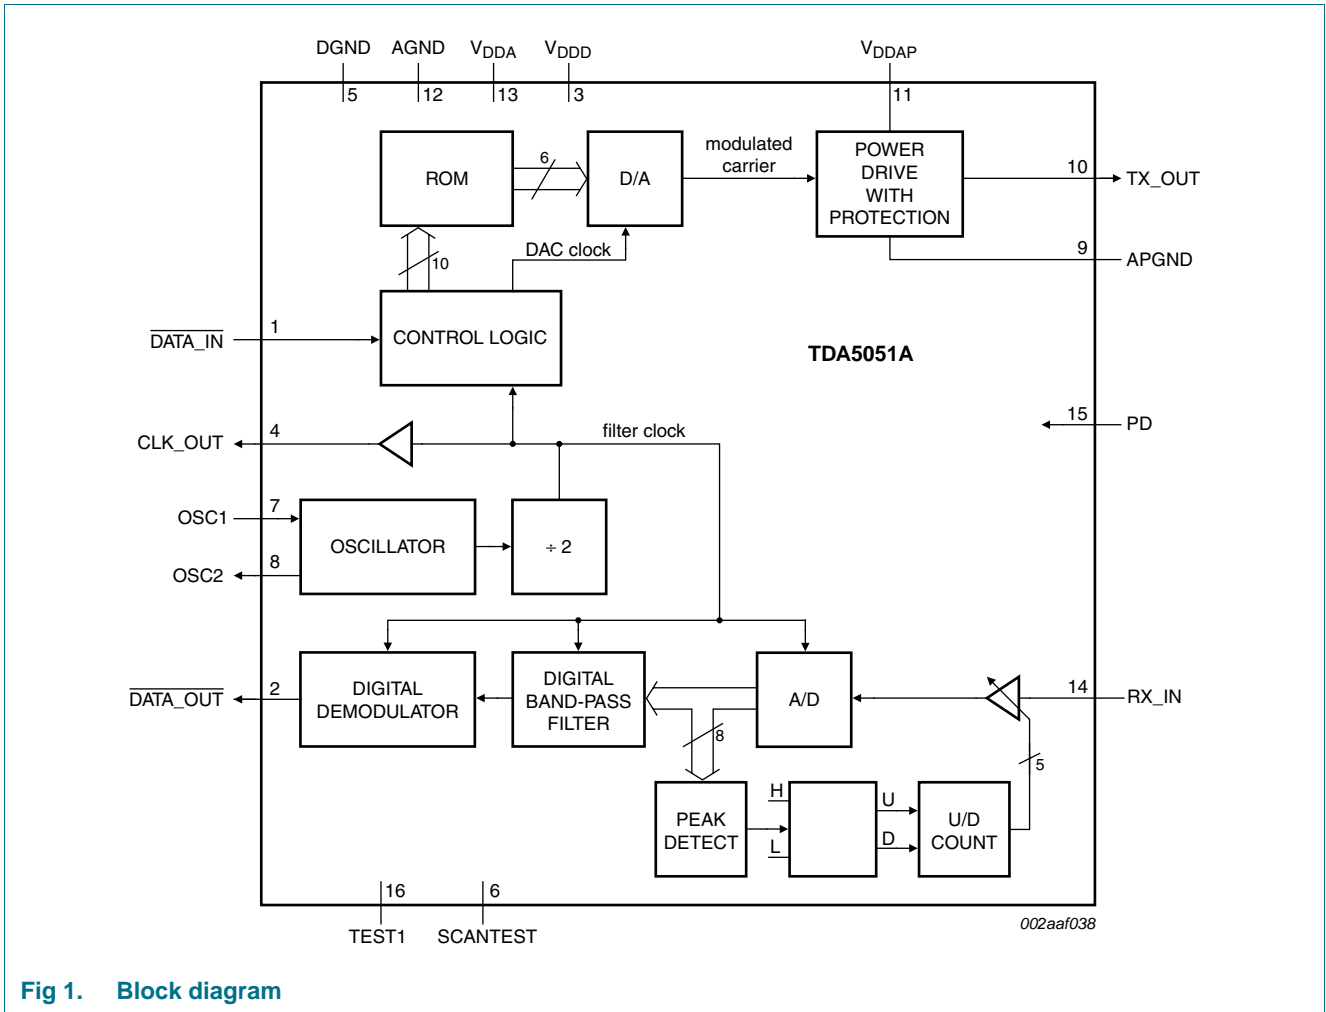 DGND AGND VDDA VDDD VDDAP
5 12 13 3 11
ROM
6
D/A
modulated
carrier
POWER
DRIVE
WITH
PROTECTION
10
TX_OUT
10
DAC clock
9
APGND
DATA_IN
1
CONTROL LOGIC
TDA5051A
15
PD
CLK_OUT
4
filter clock
OSC1
7
OSCILLATOR
÷ 2
OSC2
8
DATA_OUT
2
DIGITAL
DEMODULATOR
DIGITAL
BAND-PASS
FILTER
A/D
14
RX_IN
8
5
PEAK
DETECT
H
L
U
D
U/D
COUNT
16 6
TEST1 SCANTEST
002aaf038
Fig 1. Block diagram